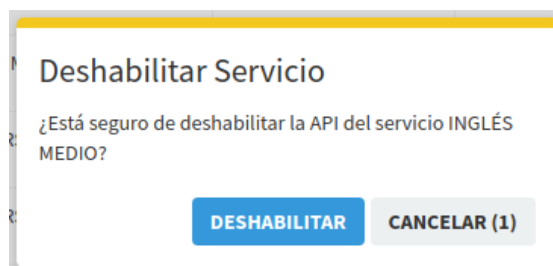 Deshabilitar Servicio
¿Está seguro de deshabilitar la API del servicio INGLÉS
MEDIO?
DESHABILITAR
CANCELAR (1)